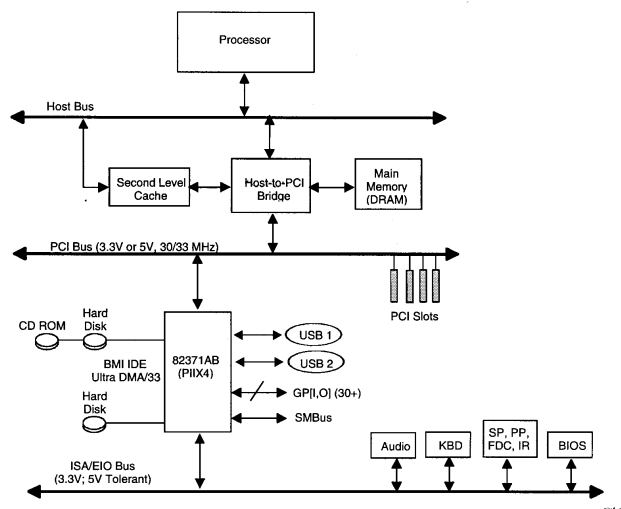 Processor
Host Bus
Second Level
Cache
Host-to-PCI
Bridge
Main
Memory
(DRAM)
PCI Bus (3.3V or 5V, 30/33 MHz)
PCI Slots
CD ROM
Hard
Disk
BMI IDE
Ultra DMA/33
Hard
Disk
82371AB
(PIIX4)
USB 1
USB 2
GP[I,O] (30+)
SMBus
ISA/EIO Bus
(3.3V; 5V Tolerant)
Audio
KBD
SP, PP,
FDC, IR
BIOS